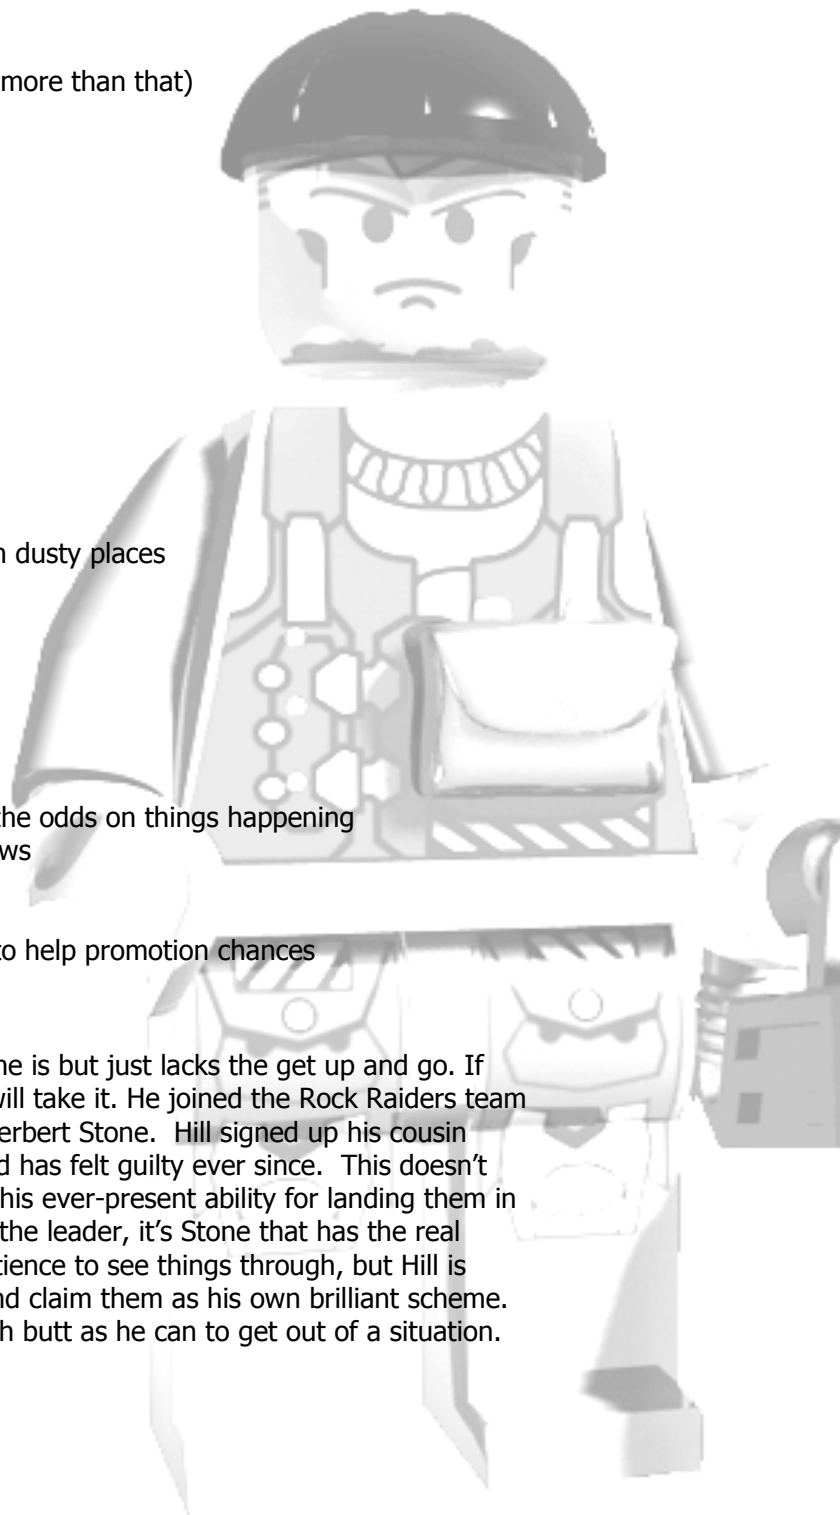 more than that)
n dusty places
the odds on things happening
ws
to help promotion chances
ne is but just lacks the get up and go. If
will take it. He joined the Rock Raiders team
erbert Stone.  Hill signed up his cousin
d has felt guilty ever since.  This doesn’t
his ever-present ability for landing them in
the leader, it’s Stone that has the real
tience to see things through, but Hill is
nd claim them as his own brilliant scheme.
h butt as he can to get out of a situation.